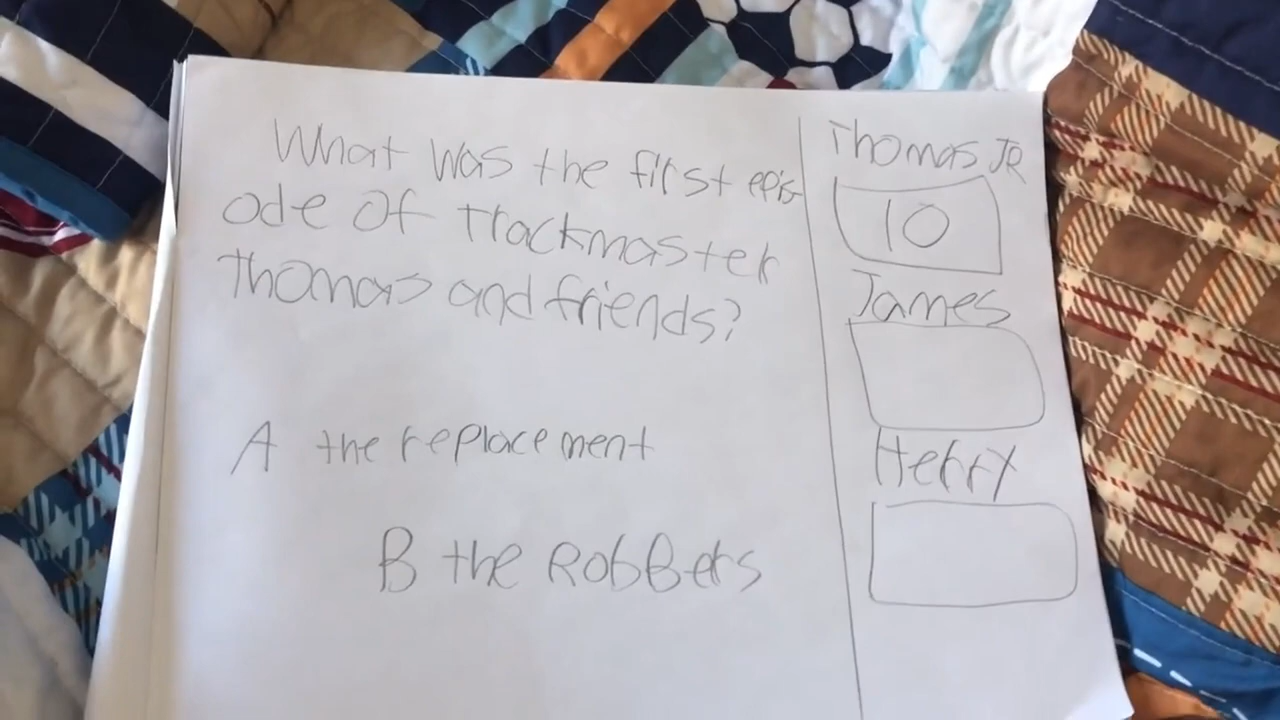 What was the first epis
ode of Trackmaster
Thomas and friends?
A the replacement
B the RobBers
Thomas JR
10
James
Henry